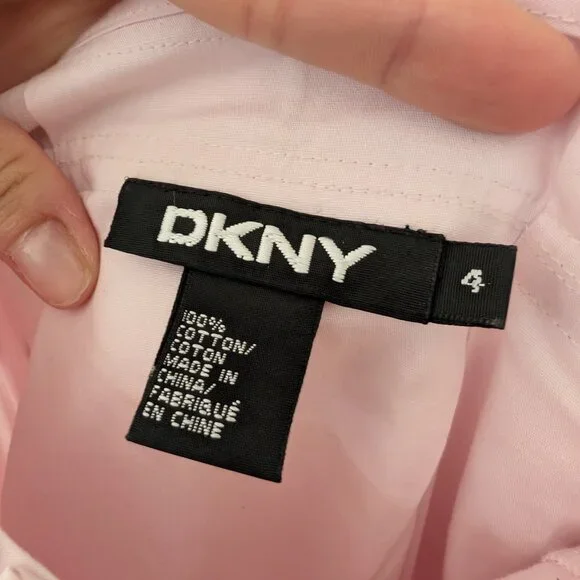 DKNY
4
100%
COTTON/
COTON
MADE IN
CHINA/
FABRIQUÉ
EN CHINE